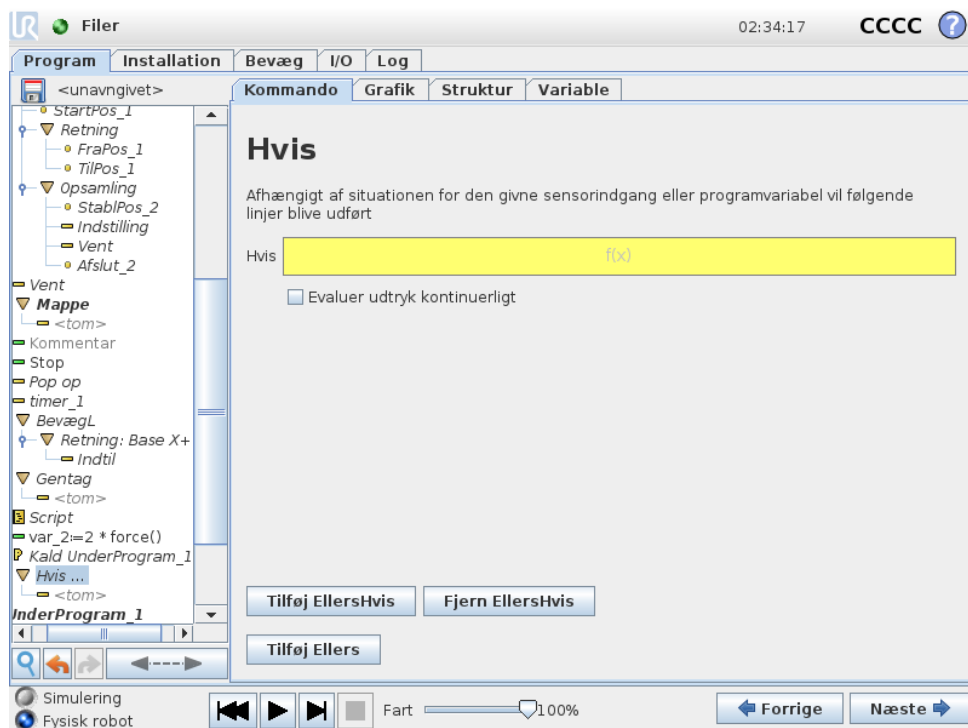 UR Filer 02:34:17 CCCC ?
Program Installation Bevæg I/O Log
<unavngivet>
Kommando Grafik Struktur Variable
StartPos_1
Retning
FraPos_1
TilPos_1
Opsamling
StablPos_2
Indstilling
Vent
Afslut_2
Vent
Mappe
<tom>
Kommentar
Stop
Pop op
timer_1
BevægL
Retning: Base X+
Indtil
Gentag
<tom>
Script
var_2:=2 * force()
Kald UnderProgram_1
Hvis ...
<tom>
UnderProgram_1
Hvis
Afhængigt af situationen for den givne sensorindgang eller programvariabel vil følgende
linjer blive udført
Hvis f(x)
Evaluer udtryk kontinuerligt
Tilføj EllersHvis Fjern EllersHvis
Tilføj Ellers
Simulering
Fysisk robot
Fart 100%
Forrige Næste